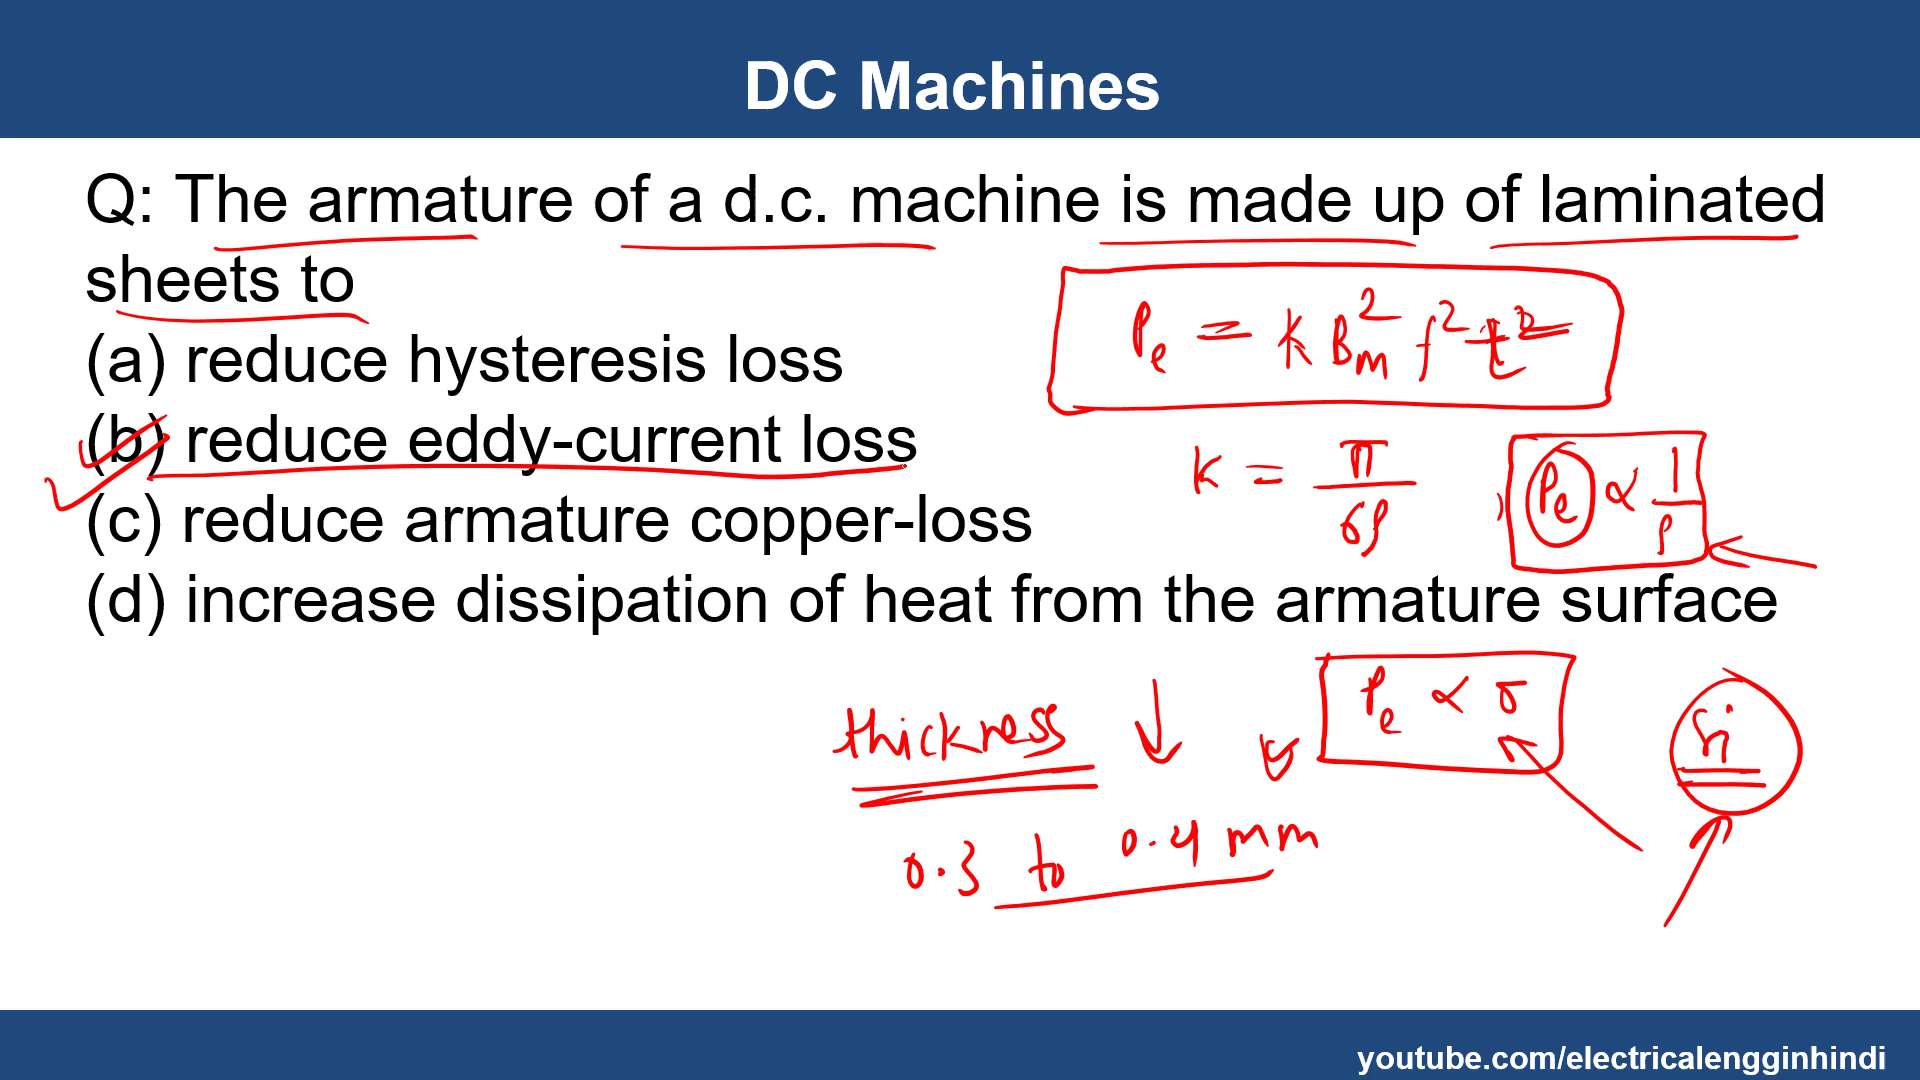 DC Machines
Q: The armature of a d.c. machine is made up of laminated
sheets to
(a) reduce hysteresis loss
(b) reduce eddy-current loss
(c) reduce armature copper-loss
(d) increase dissipation of heat from the armature surface
Pe = K Bm² f² t²
K = π/6ρ
Pe ∝ 1/ρ
Pe ∝ σ
Si
thickness ↓
0.3 to 0.4 mm
youtube.com/electricalengginhindi